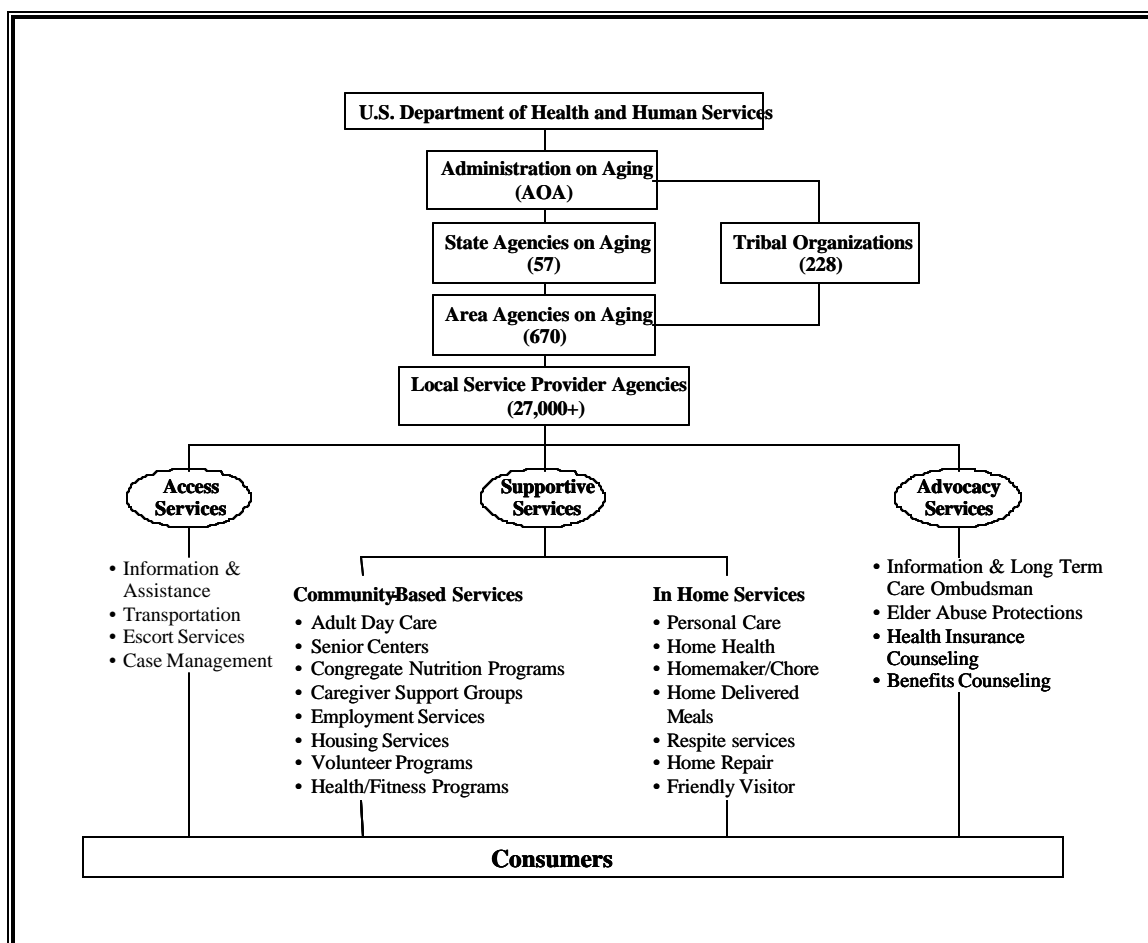 U.S. Department of Health and Human Services
Administration on Aging
(AOA)
State Agencies on Aging
(57)
Tribal Organizations
(228)
Area Agencies on Aging
(670)
Local Service Provider Agencies
(27,000+)
Access
Services
Supportive
Services
Advocacy
Services
• Information &
Assistance
• Transportation
• Escort Services
• Case Management
Community-Based Services
• Adult Day Care
• Senior Centers
• Congregate Nutrition Programs
• Caregiver Support Groups
• Employment Services
• Housing Services
• Volunteer Programs
• Health/Fitness Programs
In Home Services
• Personal Care
• Home Health
• Homemaker/Chore
• Home Delivered
Meals
• Respite services
• Home Repair
• Friendly Visitor
• Information & Long Term
Care Ombudsman
• Elder Abuse Protections
• Health Insurance
Counseling
• Benefits Counseling
Consumers